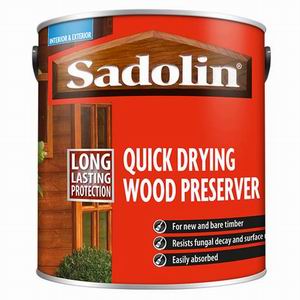 INTERIOR & EXTERIOR
Sadolin
LONG
LASTING
PROTECTION
QUICK DRYING
WOOD PRESERVER
For new and bare timber
Resists fungal decay and surface
Easily absorbed